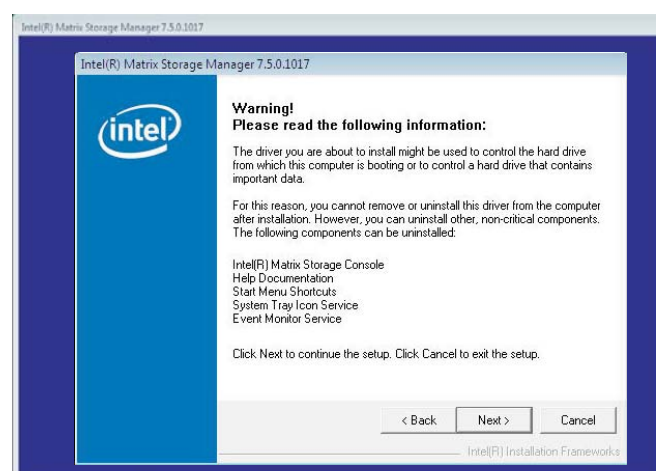 Intel(R) Matrix Storage Manager 7.5.0.1017
Intel(R) Matrix Storage Manager 7.5.0.1017
intel
Warning!
Please read the following information:
The driver you are about to install might be used to control the hard drive
from which this computer is booting or to control a hard drive that contains
important data.
For this reason, you cannot remove or uninstall this driver from the computer
after installation. However, you can uninstall other, non-critical components.
The following components can be uninstalled:
Intel(R) Matrix Storage Console
Help Documentation
Start Menu Shortcuts
System Tray Icon Service
Event Monitor Service
Click Next to continue the setup. Click Cancel to exit the setup.
< Back Next > Cancel
Intel(R) Installation Frameworks